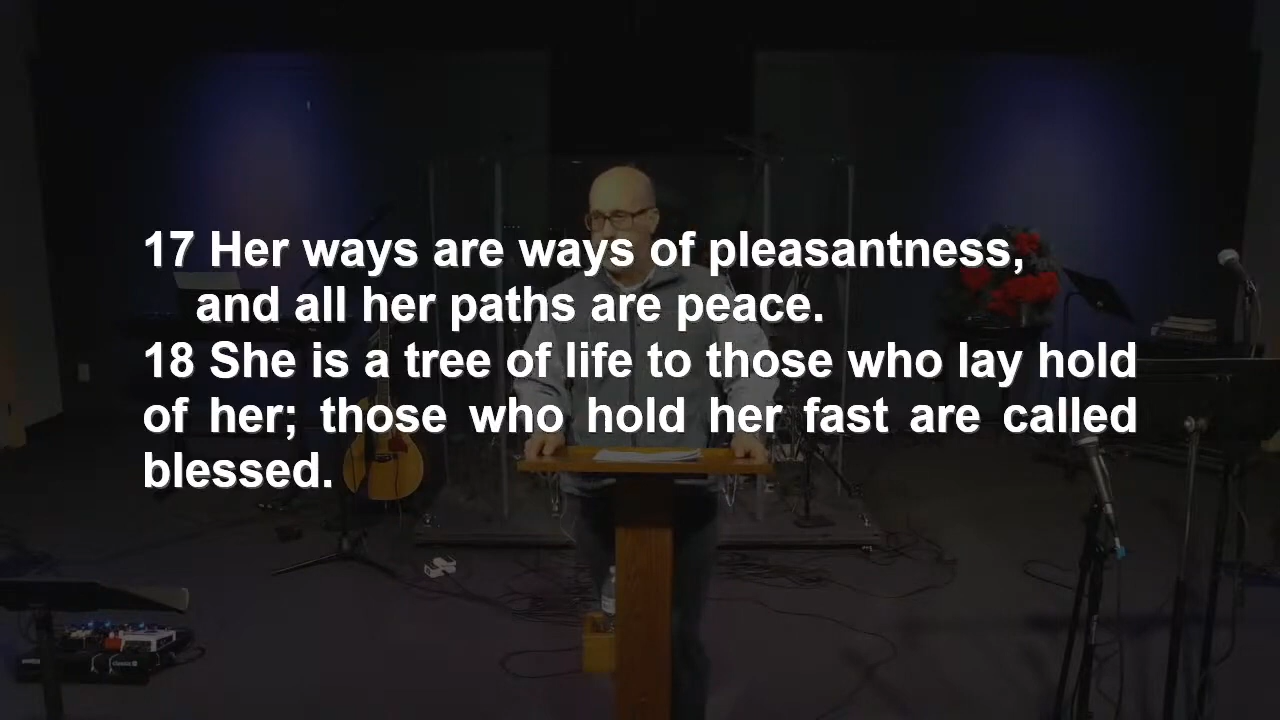 17 Her ways are ways of pleasantness,
and all her paths are peace.
18 She is a tree of life to those who lay hold
of her; those who hold her fast are called
blessed.